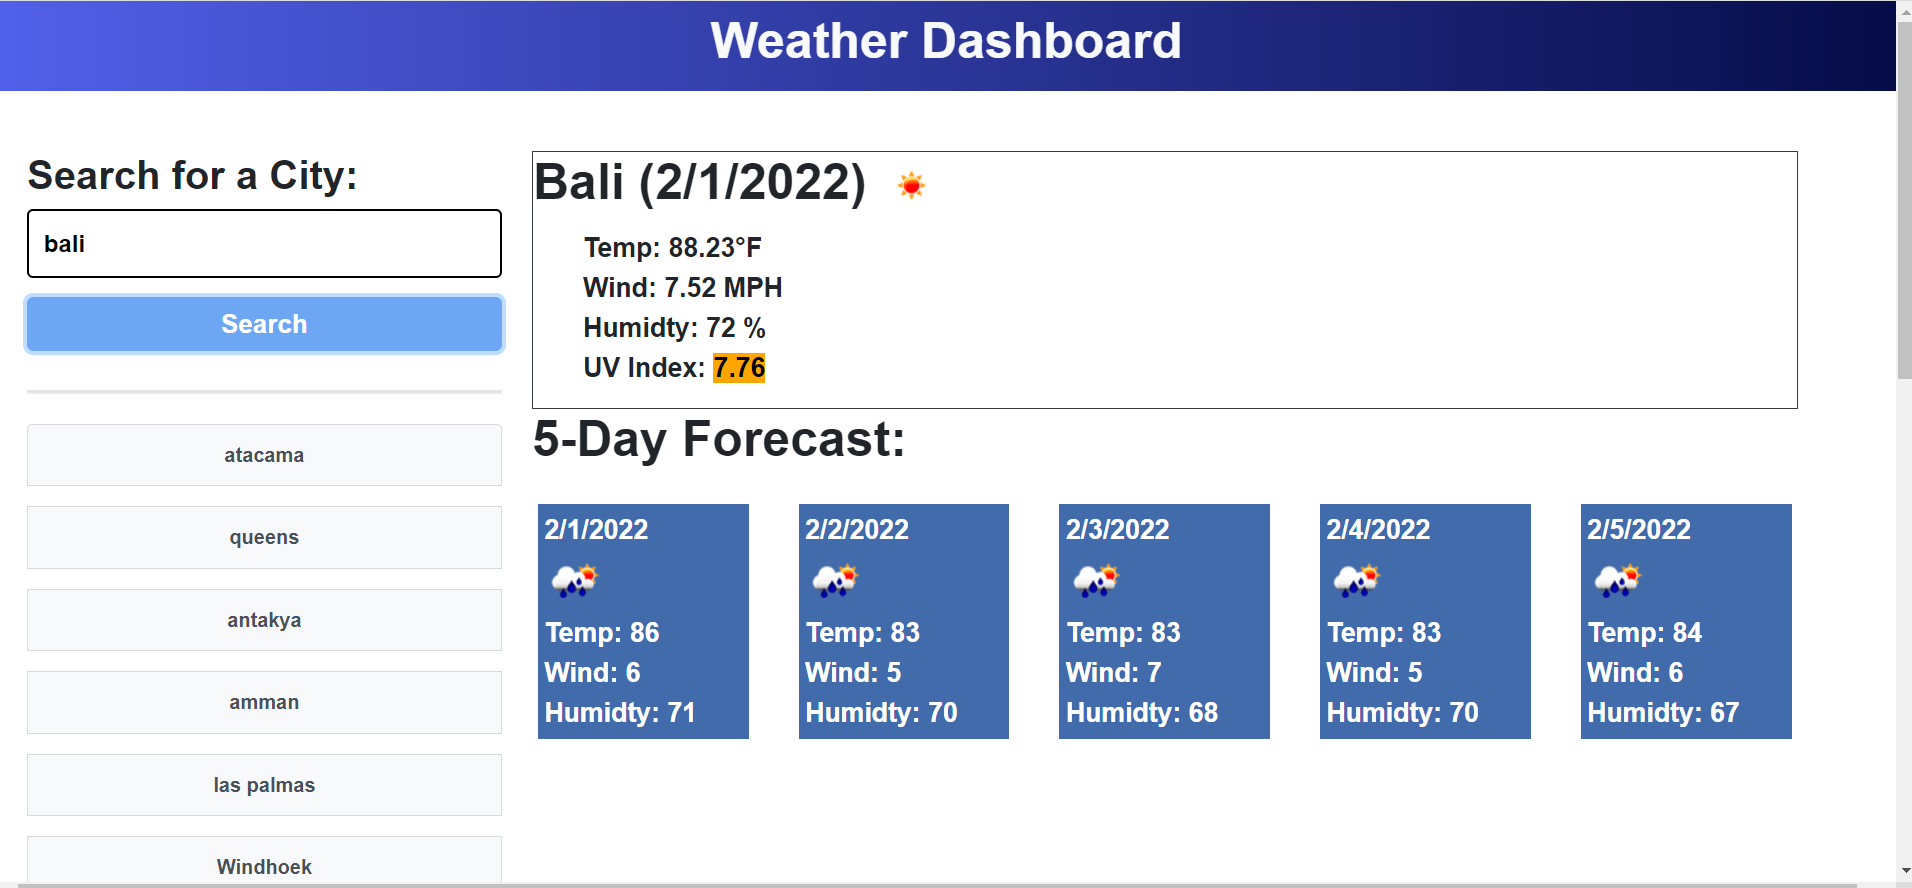 Weather Dashboard
Search for a City:
bali
Search
atacama
queens
antakya
amman
las palmas
Windhoek
Bali (2/1/2022)
Temp: 88.23°F
Wind: 7.52 MPH
Humidty: 72 %
UV Index: 7.76
5-Day Forecast:
2/1/2022
Temp: 86
Wind: 6
Humidty: 71
2/2/2022
Temp: 83
Wind: 5
Humidty: 70
2/3/2022
Temp: 83
Wind: 7
Humidty: 68
2/4/2022
Temp: 83
Wind: 5
Humidty: 70
2/5/2022
Temp: 84
Wind: 6
Humidty: 67